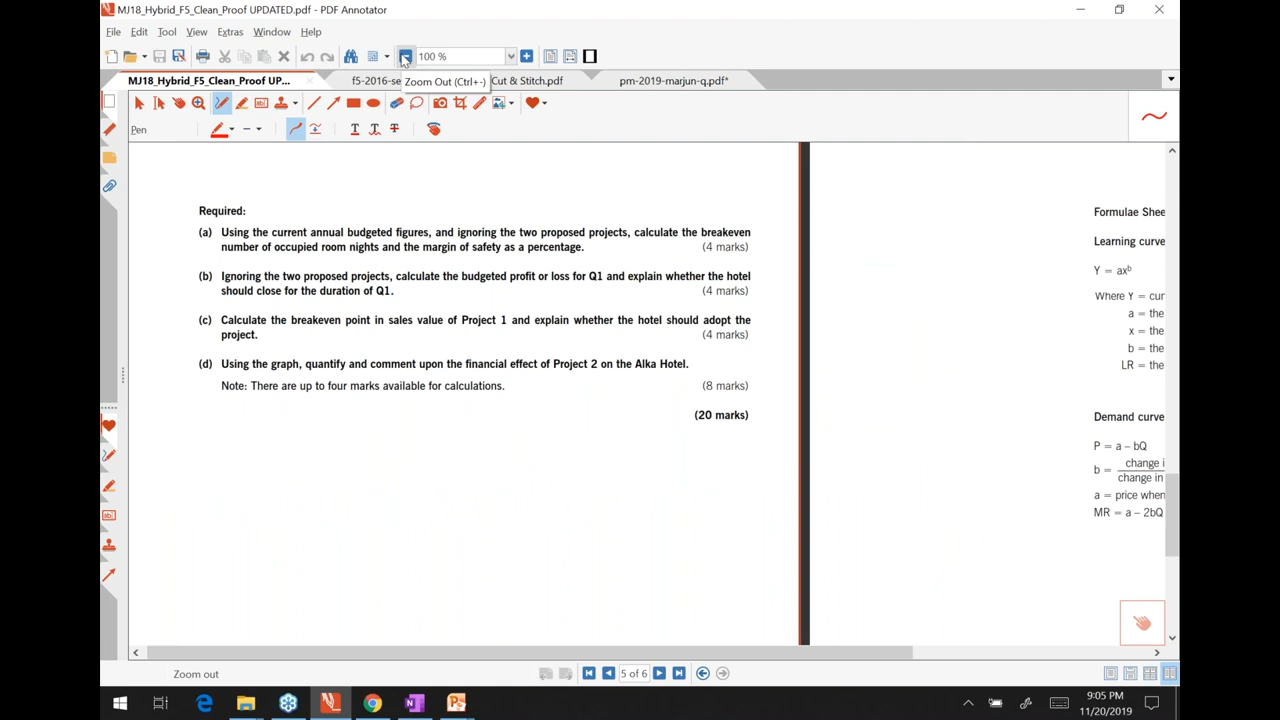 MJ18_Hybrid_F5_Clean_Proof UPDATED.pdf - PDF Annotator
File Edit Tool View Extras Window Help
100 %
MJ18_Hybrid_F5_Clean_Proof UP... f5-2016-se Cut & Stitch.pdf pm-2019-marjun-q.pdf*
Zoom Out (Ctrl+-)
Pen
Required:
(a) Using the current annual budgeted figures, and ignoring the two proposed projects, calculate the breakeven
number of occupied room nights and the margin of safety as a percentage. (4 marks)
(b) Ignoring the two proposed projects, calculate the budgeted profit or loss for Q1 and explain whether the hotel
should close for the duration of Q1. (4 marks)
(c) Calculate the breakeven point in sales value of Project 1 and explain whether the hotel should adopt the
project. (4 marks)
(d) Using the graph, quantify and comment upon the financial effect of Project 2 on the Alka Hotel.
Note: There are up to four marks available for calculations. (8 marks)
(20 marks)
Formulae Shee
Learning curve
Y = axᵇ
Where Y = cur
a = the
x = the
b = the
LR = the
Demand curve
P = a – bQ
b = change i
change in
a = price when
MR = a – 2bQ
Zoom out
5 of 6
9:05 PM
11/20/2019